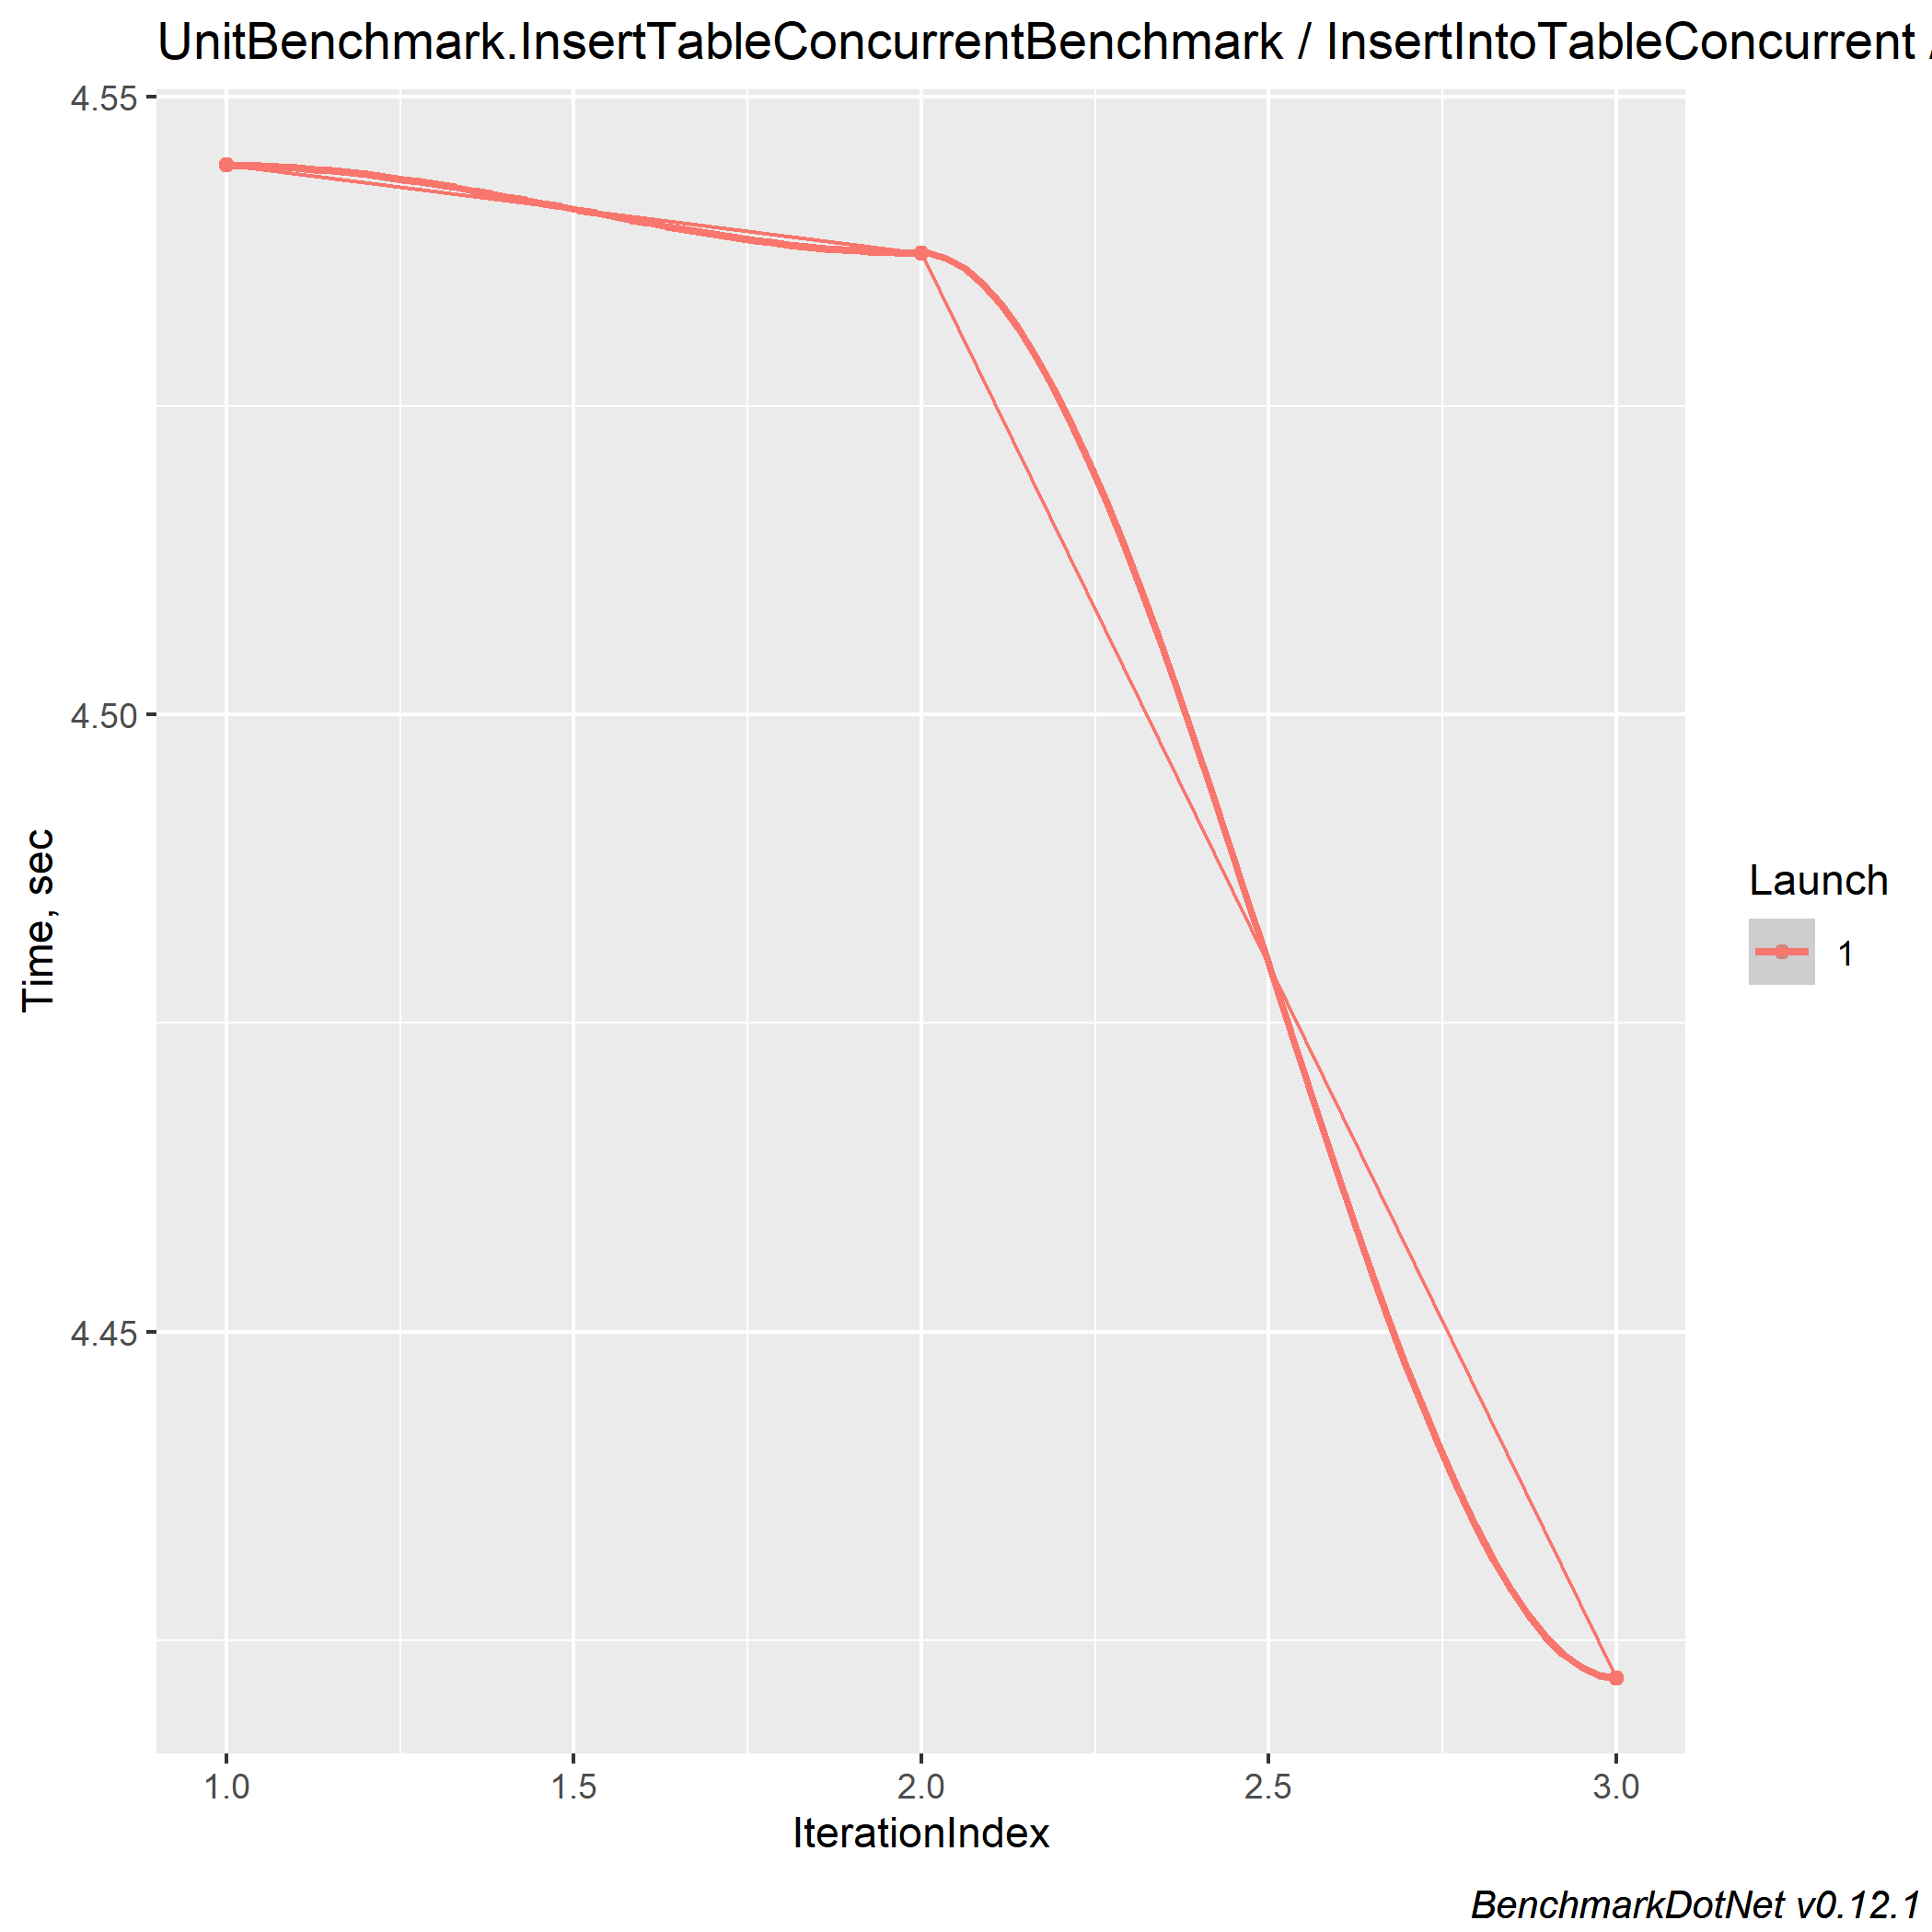 UnitBenchmark.InsertTableConcurrentBenchmark / InsertIntoTableConcurrent /
4.55
4.50
4.45
Time, sec
1.0 1.5 2.0 2.5 3.0
IterationIndex
Launch
1
BenchmarkDotNet v0.12.1